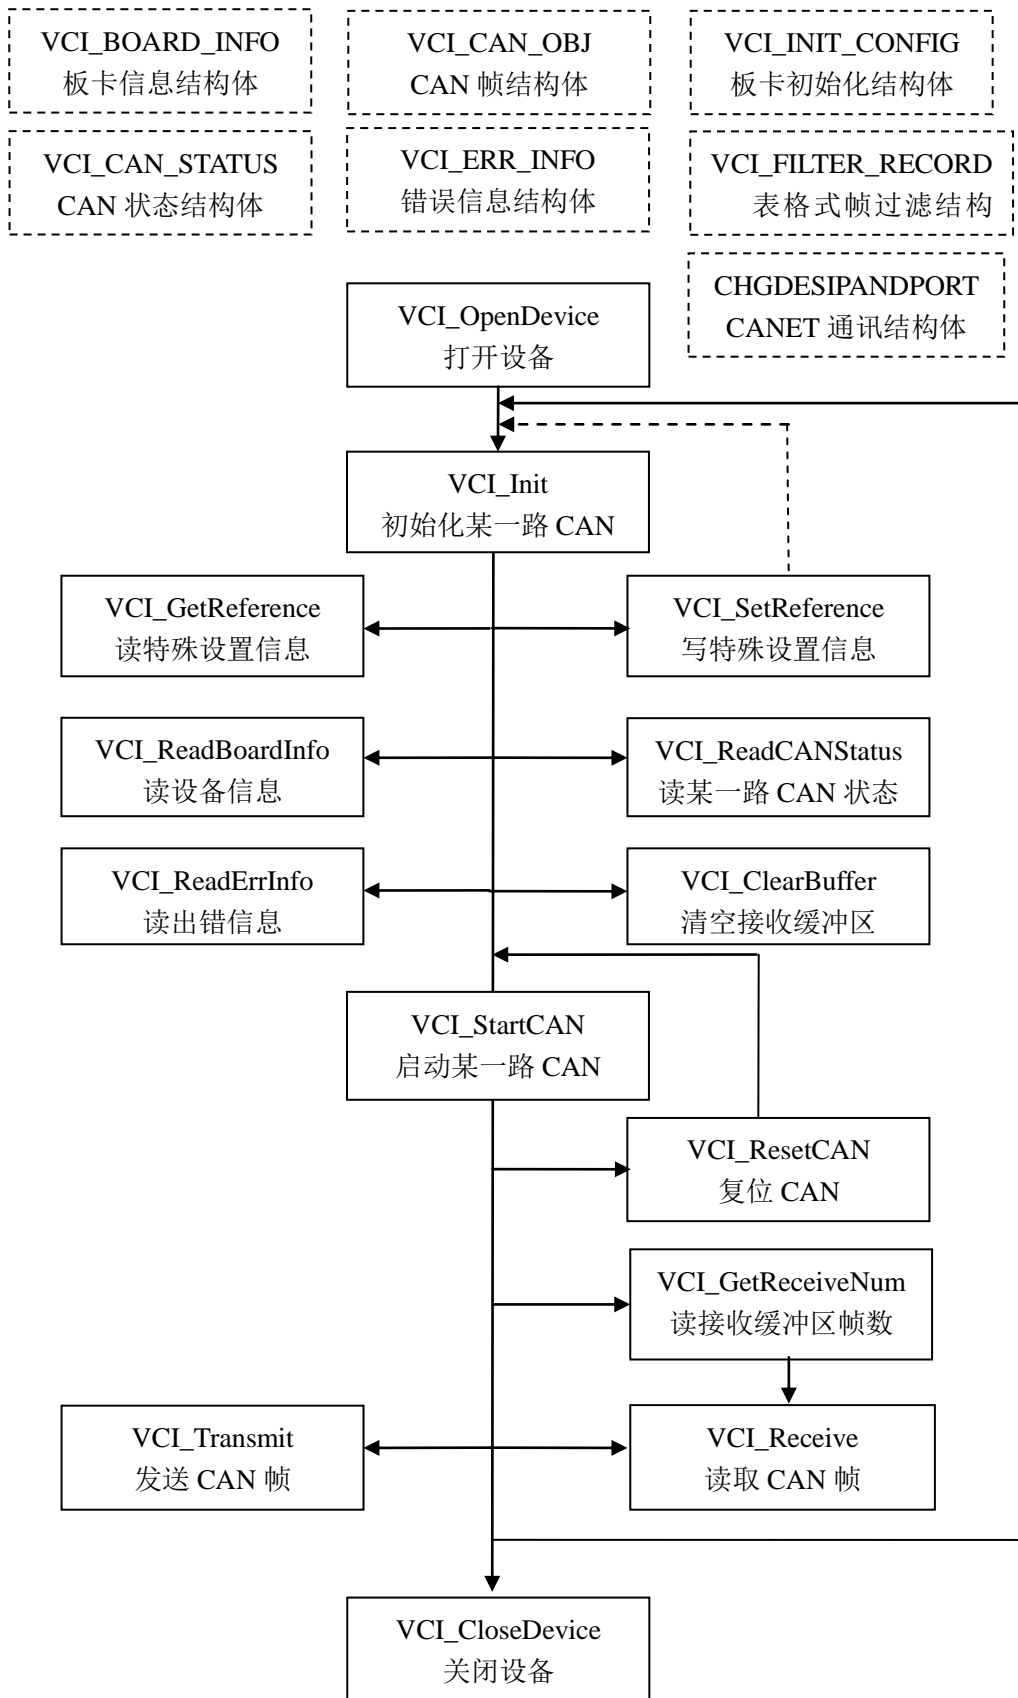 VCI_BOARD_INFO
板卡信息结构体
VCI_CAN_OBJ
CAN 帧结构体
VCI_INIT_CONFIG
板卡初始化结构体
VCI_CAN_STATUS
CAN 状态结构体
VCI_ERR_INFO
错误信息结构体
VCI_FILTER_RECORD
表格式帧过滤结构
CHGDESIPANDPORT
CANET 通讯结构体
VCI_OpenDevice
打开设备
VCI_Init
初始化某一路 CAN
VCI_GetReference
读特殊设置信息
VCI_SetReference
写特殊设置信息
VCI_ReadBoardInfo
读设备信息
VCI_ReadCANStatus
读某一路 CAN 状态
VCI_ReadErrInfo
读出错信息
VCI_ClearBuffer
清空接收缓冲区
VCI_StartCAN
启动某一路 CAN
VCI_ResetCAN
复位 CAN
VCI_GetReceiveNum
读接收缓冲区帧数
VCI_Transmit
发送 CAN 帧
VCI_Receive
读取 CAN 帧
VCI_CloseDevice
关闭设备